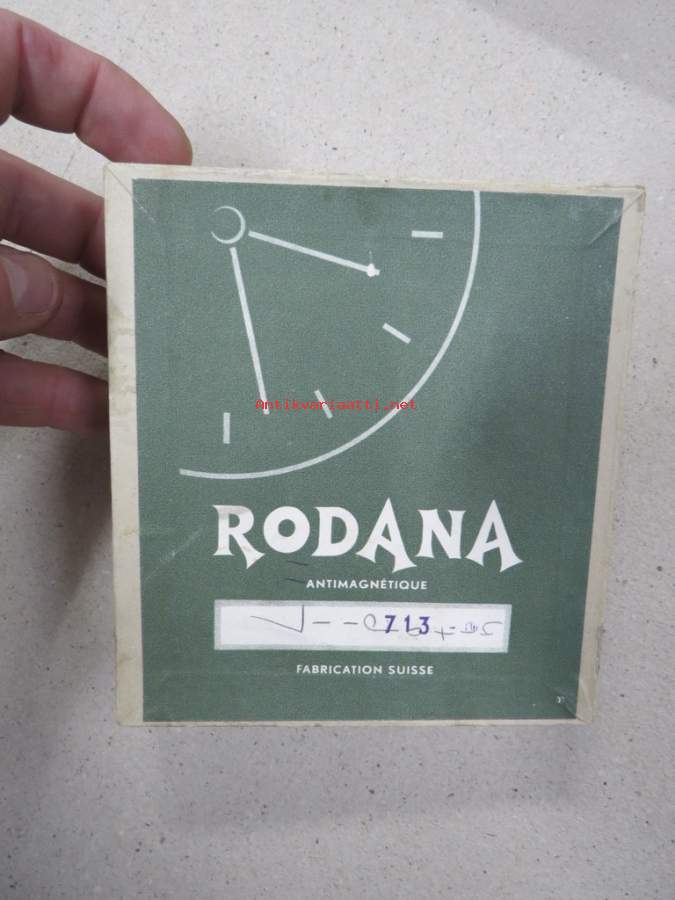 Antikvariaatti.net
RODANA
ANTIMAGNÉTIQUE
713
FABRICATION SUISSE